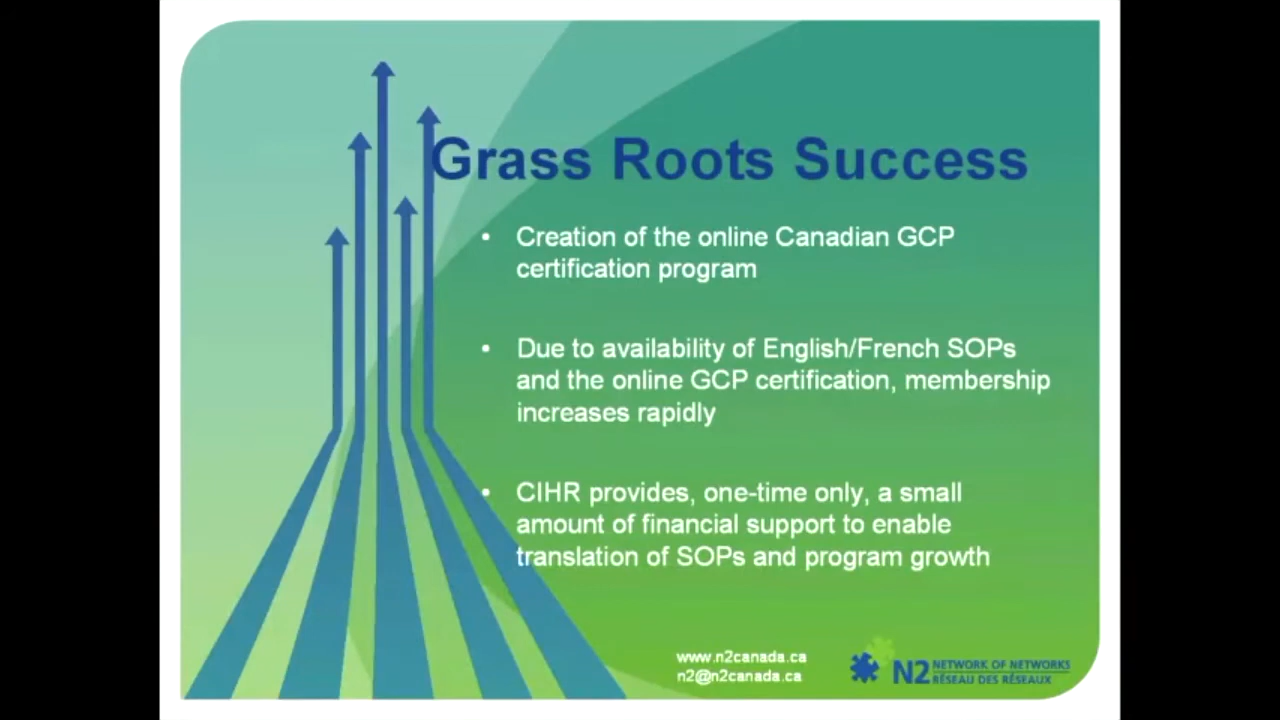 Grass Roots Success
• Creation of the online Canadian GCP
certification program
• Due to availability of English/French SOPs
and the online GCP certification, membership
increases rapidly
• CIHR provides, one-time only, a small
amount of financial support to enable
translation of SOPs and program growth
www.n2canada.ca
n2@n2canada.ca
N2 NETWORK OF NETWORKS
RÉSEAU DES RÉSEAUX